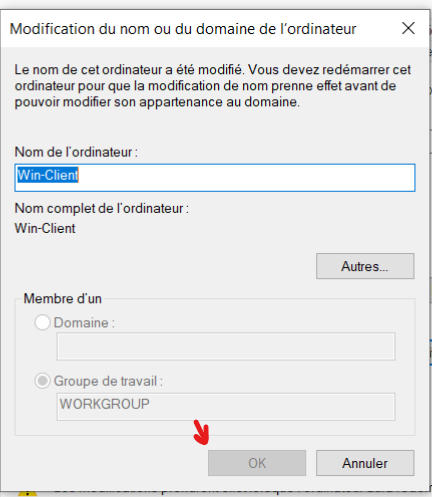 Modification du nom ou du domaine de l'ordinateur
Le nom de cet ordinateur a été modifié. Vous devez redémarrer cet
ordinateur pour que la modification de nom prenne effet avant de
pouvoir modifier son appartenance au domaine.
Nom de l'ordinateur :
Win-Client
Nom complet de l'ordinateur :
Win-Client
Autres...
Membre d'un
Domaine :
Groupe de travail :
WORKGROUP
OK
Annuler